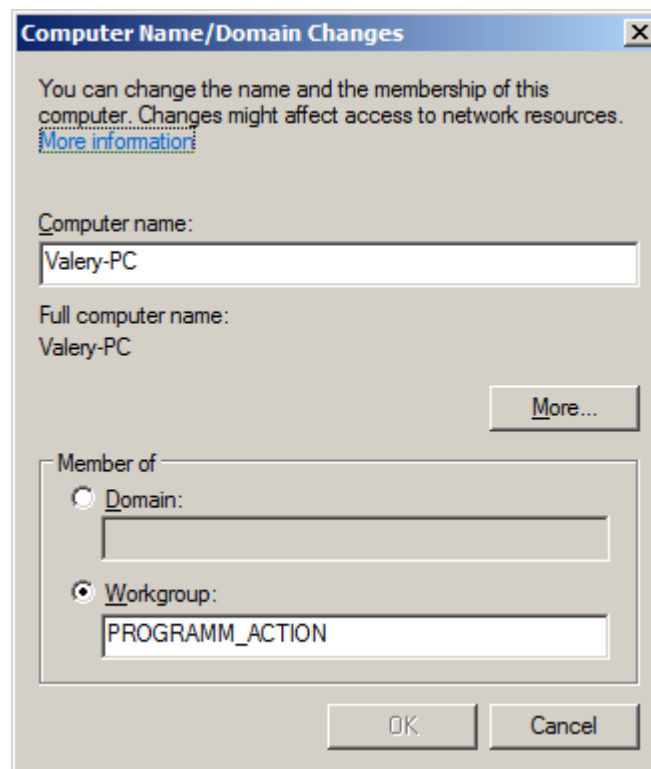 Computer Name/Domain Changes
You can change the name and the membership of this
computer. Changes might affect access to network resources.
More information
Computer name:
Valery-PC
Full computer name:
Valery-PC
More...
Member of
Domain:
Workgroup:
PROGRAMM_ACTION
OK
Cancel